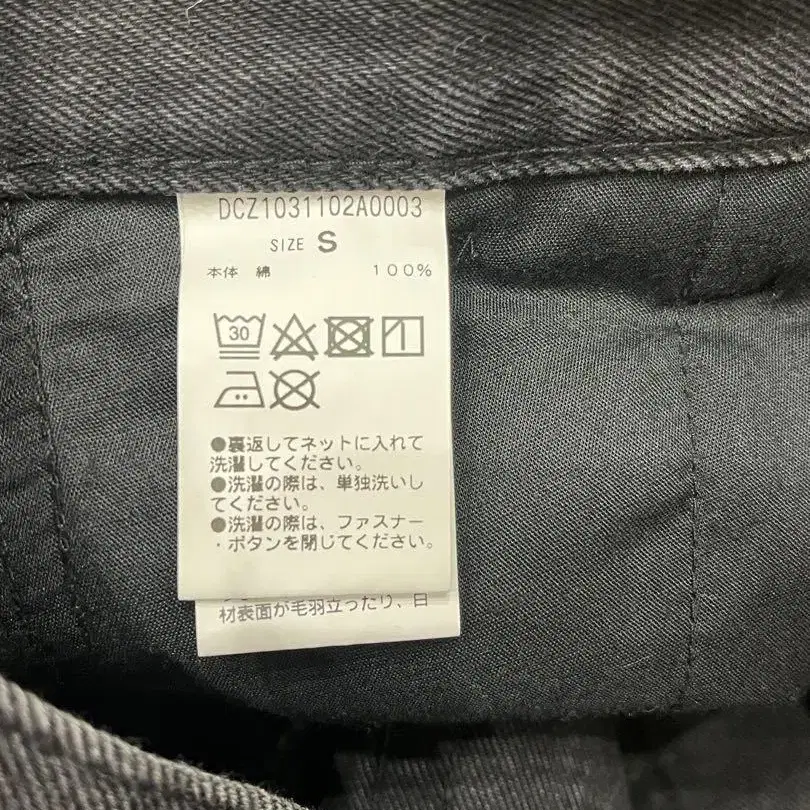 DCZ1031102A0003
SIZE S
本体 綿 100%
30
●裏返してネットに入れて
洗濯してください。
●洗濯の際は、単独洗いし
てください。
●洗濯の際は、ファスナー
・ボタンを閉じてください。
材表面が毛羽立ったり、日